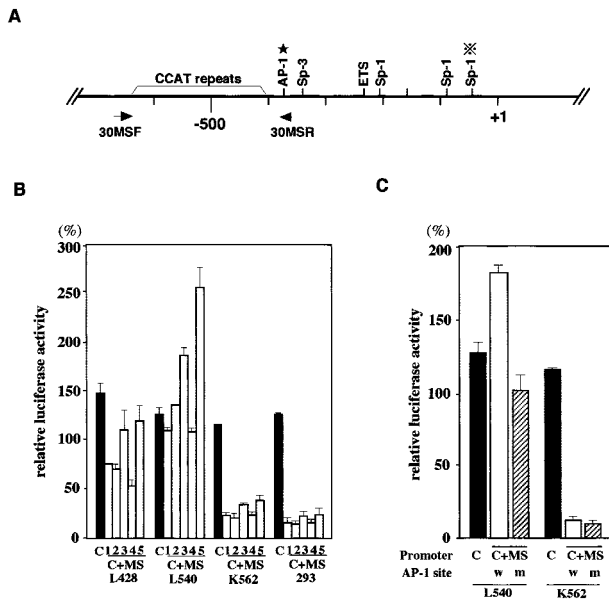 A
CCAT repeats
AP-1 ★
Sp-3
ETS
Sp-1
Sp-1
Sp-1 ※
-500
+1
30MSF
30MSR
B
(%)
relative luciferase activity
300
250
200
150
100
50
0
C 1 2 3 4 5 C 1 2 3 4 5 C 1 2 3 4 5 C 1 2 3 4 5
C+MS C+MS C+MS C+MS
L428 L540 K562 293
C
(%)
relative luciferase activity
200
150
100
50
0
Promoter C C+MS C C+MS
AP-1 site w m w m
L540 K562